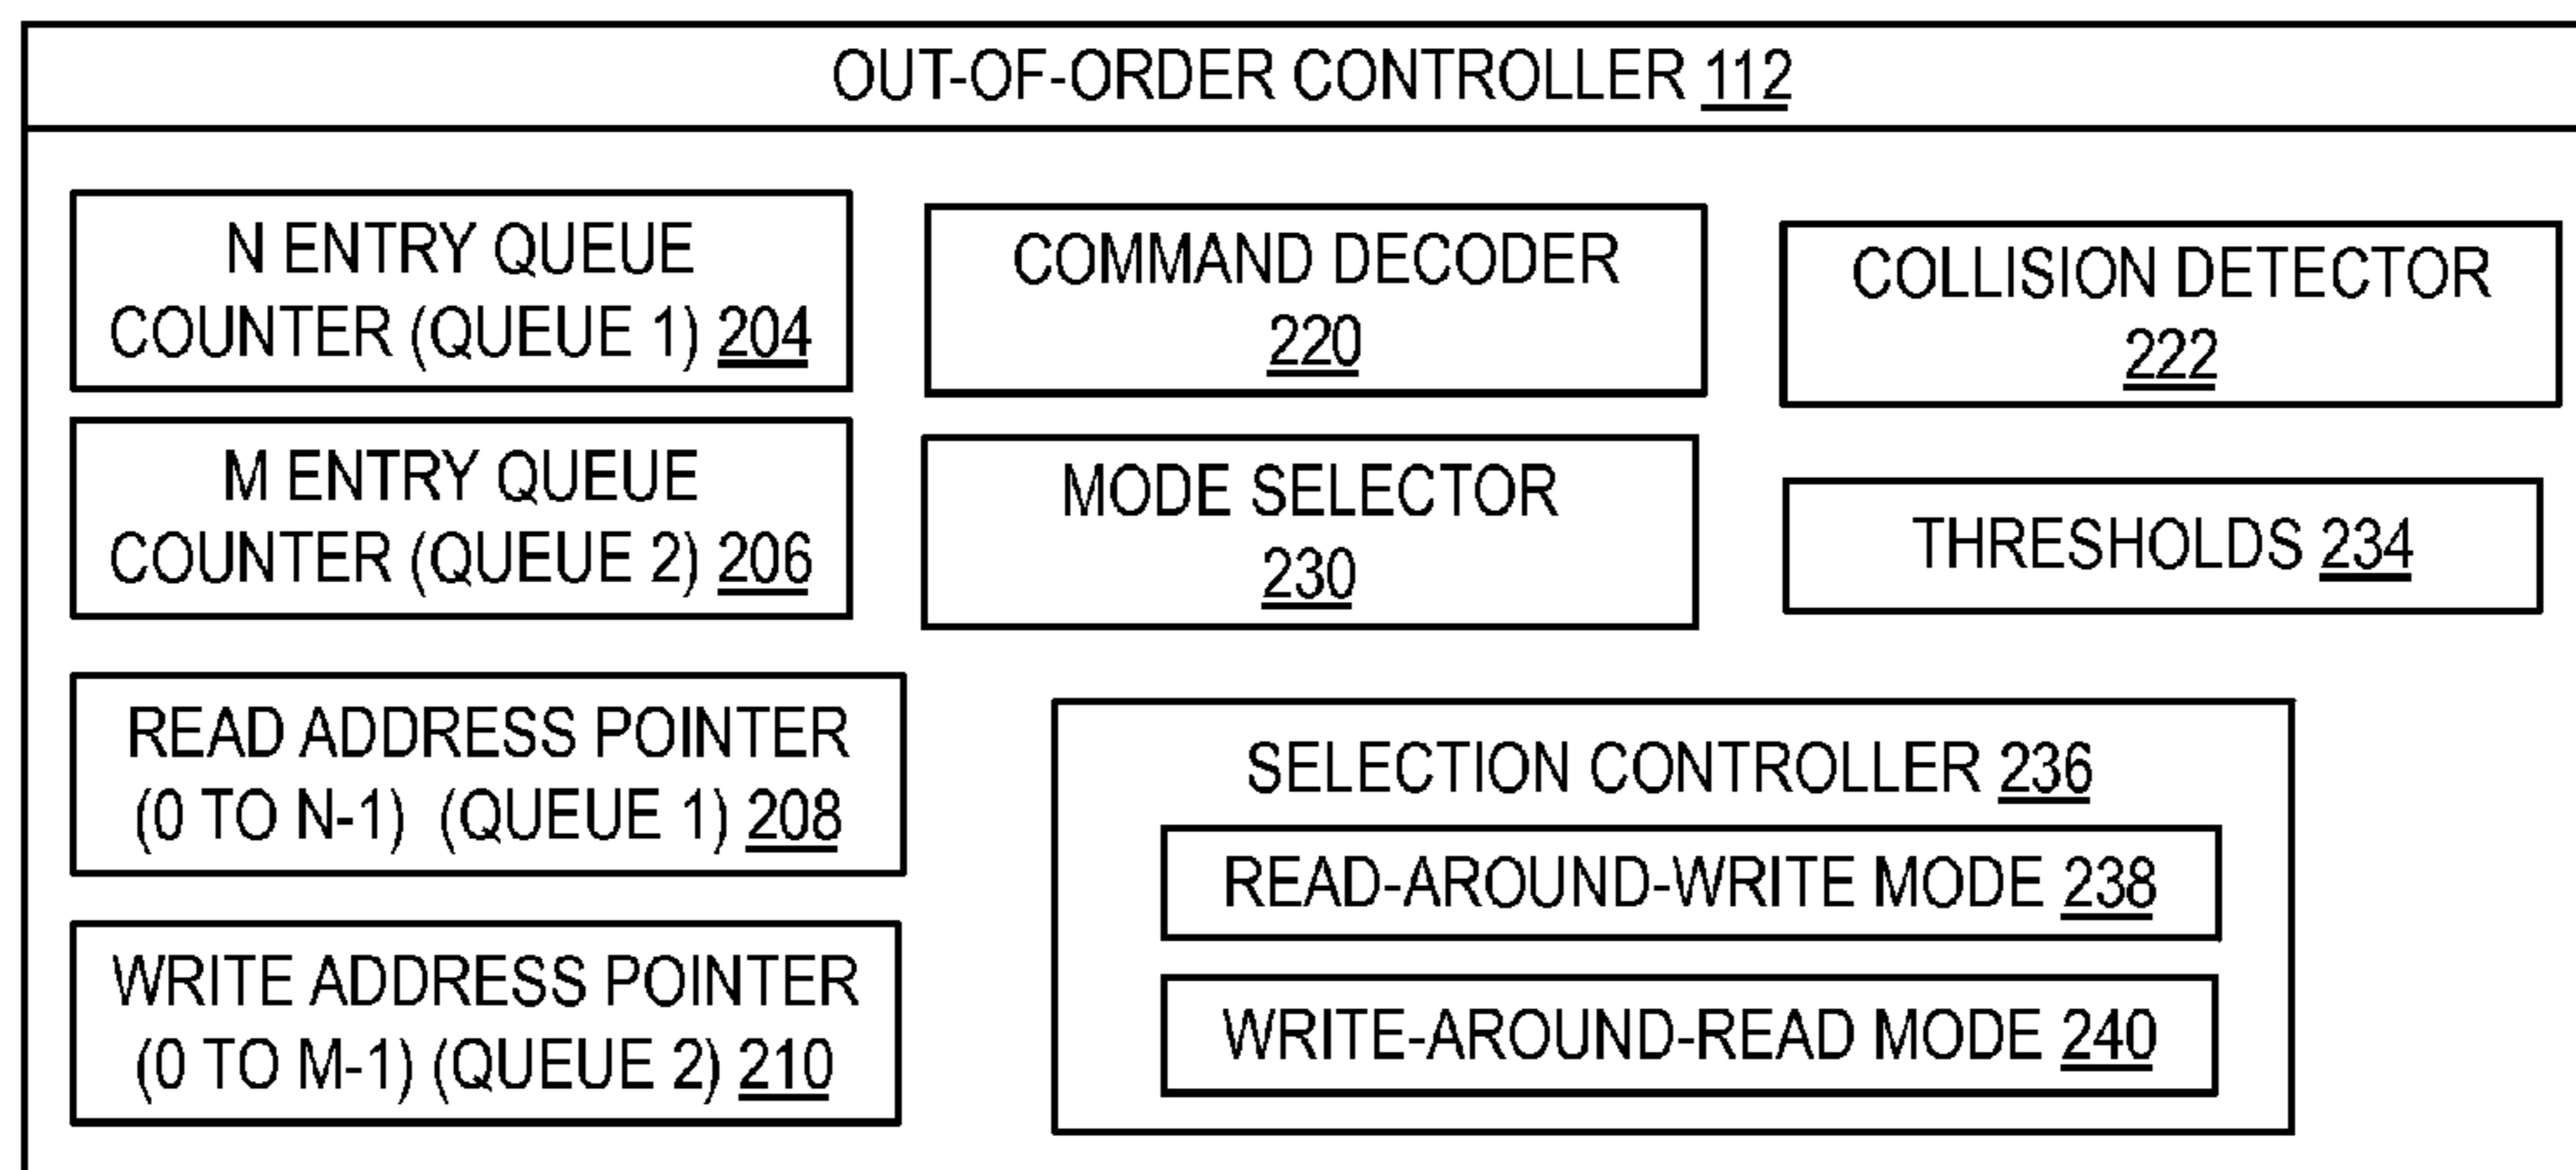 OUT-OF-ORDER CONTROLLER 112
N ENTRY QUEUE
COUNTER (QUEUE 1) 204
COMMAND DECODER
220
COLLISION DETECTOR
222
M ENTRY QUEUE
COUNTER (QUEUE 2) 206
MODE SELECTOR
230
THRESHOLDS 234
READ ADDRESS POINTER
(0 TO N-1) (QUEUE 1) 208
WRITE ADDRESS POINTER
(0 TO M-1) (QUEUE 2) 210
SELECTION CONTROLLER 236
READ-AROUND-WRITE MODE 238
WRITE-AROUND-READ MODE 240